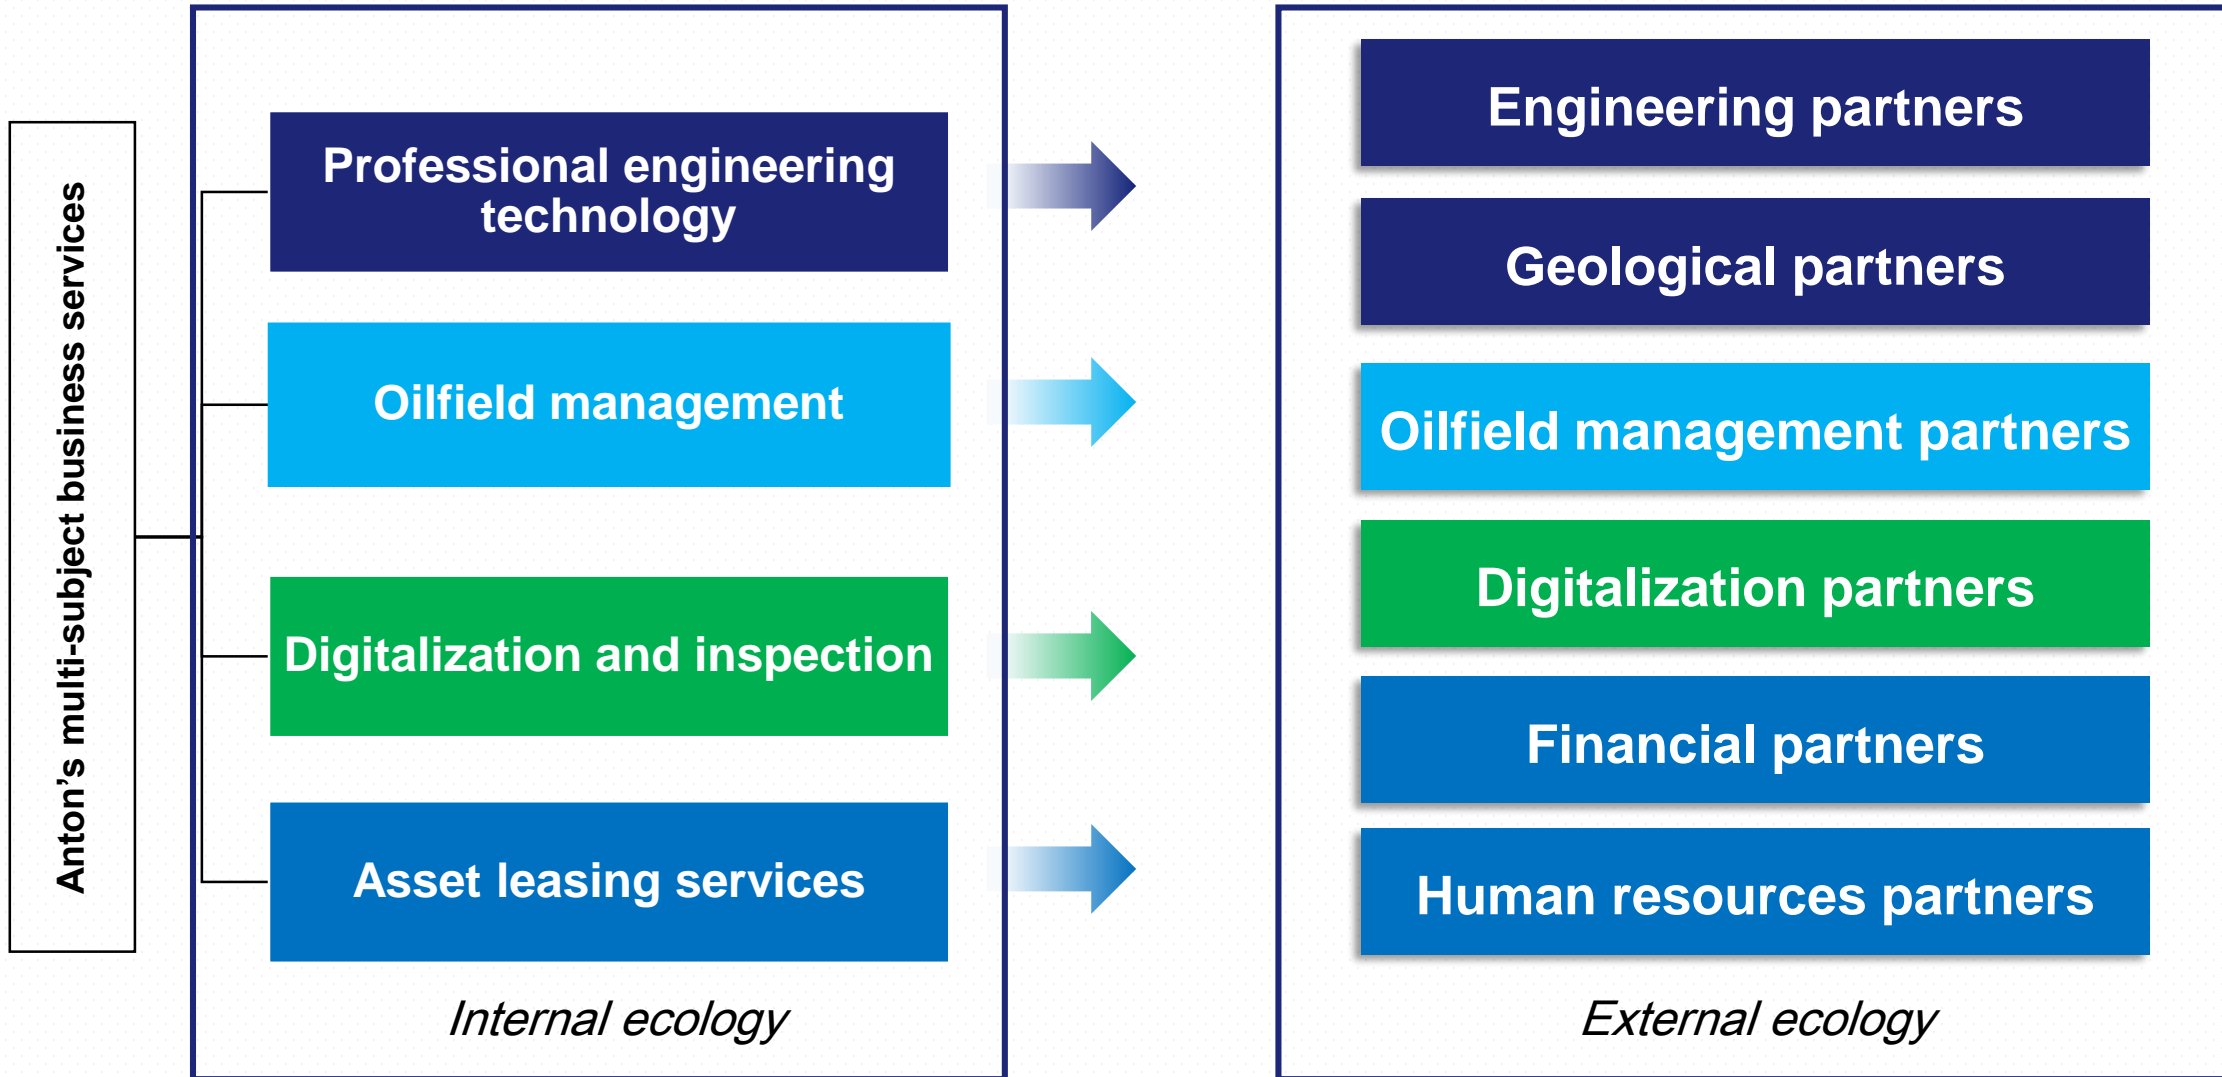 Anton’s multi-subject business services
Professional engineering
technology
Oilfield management
Digitalization and inspection
Asset leasing services
Internal ecology
Engineering partners
Geological partners
Oilfield management partners
Digitalization partners
Financial partners
Human resources partners
External ecology